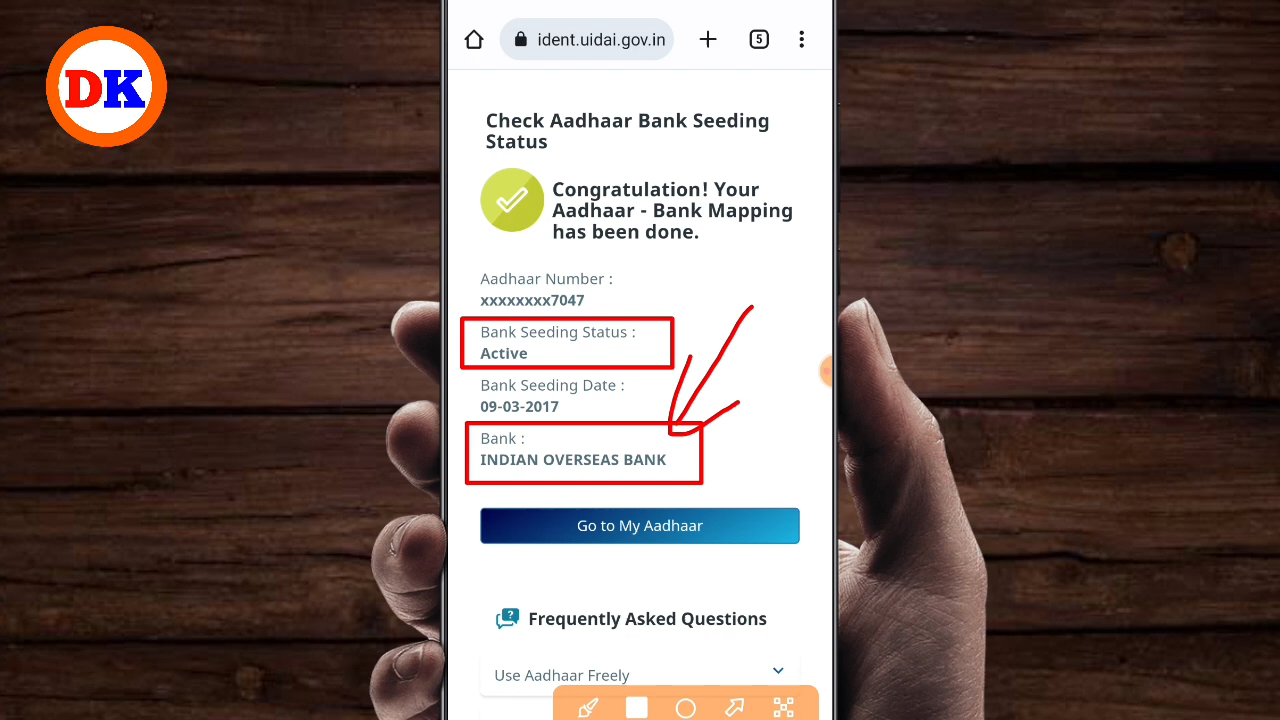 DK
ident.uidai.gov.in
5
Check Aadhaar Bank Seeding
Status
Congratulation! Your
Aadhaar - Bank Mapping
has been done.
Aadhaar Number :
xxxxxxxx7047
Bank Seeding Status :
Active
Bank Seeding Date :
09-03-2017
Bank :
INDIAN OVERSEAS BANK
Go to My Aadhaar
?
Frequently Asked Questions
Use Aadhaar Freely